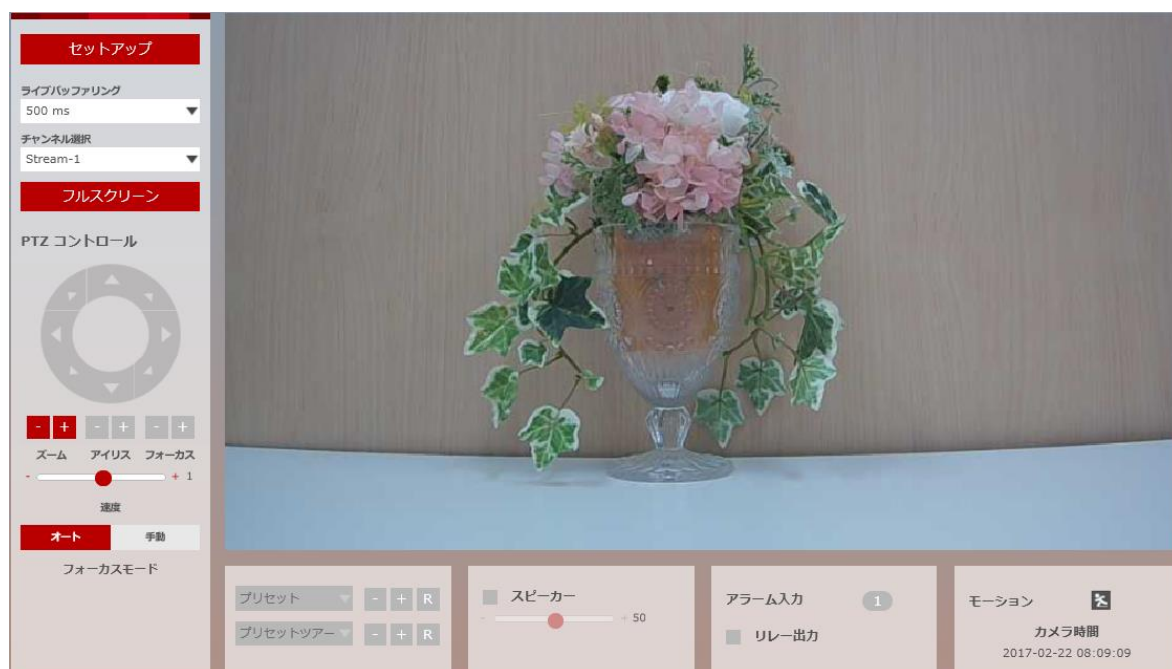 セットアップ
ライブバッファリング
500 ms
チャンネル選択
Stream-1
フルスクリーン
PTZ コントロール
- + - + - +
ズーム アイリス フォーカス
- + 1
速度
オート 手動
フォーカスモード
プリセット - + R
プリセットツアー - + R
スピーカー
- + 50
アラーム入力 1
リレー出力
モーション
カメラ時間
2017-02-22 08:09:09